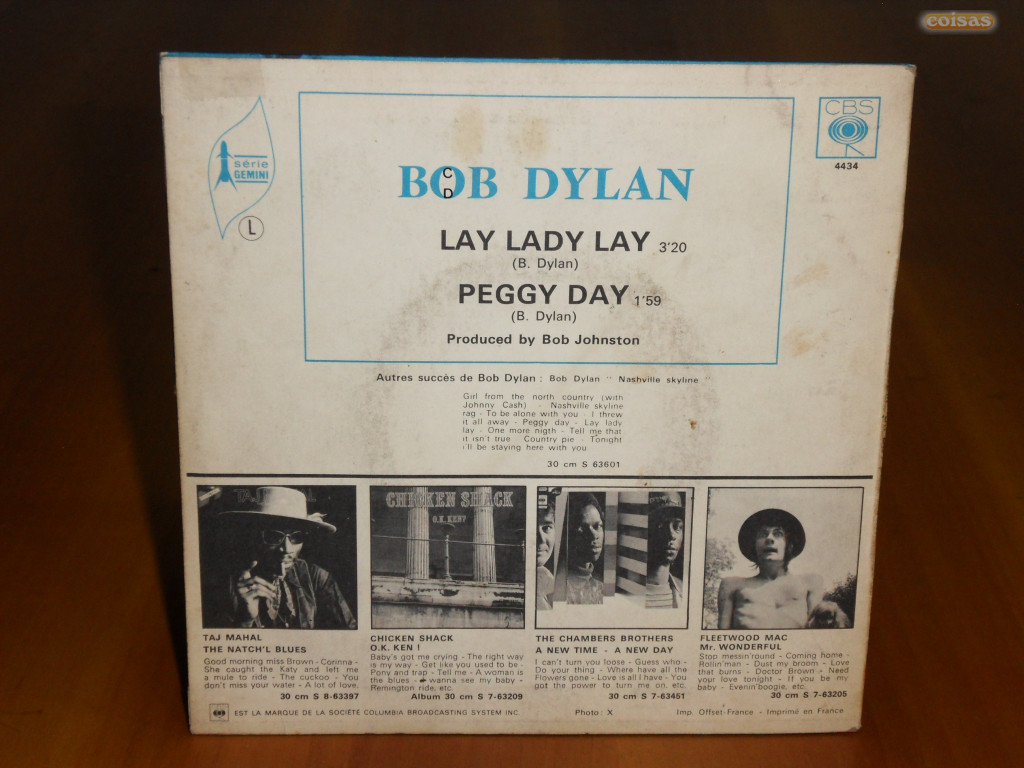 coisas
série
GEMINI
L
CBS
4434
BOB DYLAN
C
D
LAY LADY LAY 3'20
(B. Dylan)
PEGGY DAY 1'59
(B. Dylan)
Produced by Bob Johnston
Autres succès de Bob Dylan : Bob Dylan " Nashville skyline "
Girl from the north country (with
Johnny Cash) - Nashville skyline
rag - To be alone with you - I threw
it all away - Peggy day - Lay lady
lay - One more nigth - Tell me that
it isn't true - Country pie - Tonight
i'll be staying here with you
30 cm S 63601
TAJ MAHAL
CHICKEN SHACK
O.K. KEN?
TAJ MAHAL
THE NATCH'L BLUES
Good morning miss Brown - Corinna -
She caught the Katy and left me
a mule to ride - The cuckoo - You
don't miss your water - A lot of love.
30 cm S 8-63397
CHICKEN SHACK
O.K. KEN !
Baby's got me crying - The right way
is my way - Get like you used to be -
Pony and trap - Tell me - A woman is
the blues - I wanna see my baby -
Remington ride, etc.
Album 30 cm S 7-63209
THE CHAMBERS BROTHERS
A NEW TIME - A NEW DAY
I can't turn you loose - Guess who -
Do your thing - Where have all the
Flowers gone - Love is all I have - You
got the power to turn me on, etc.
30 cm S 7-63451
FLEETWOOD MAC
Mr. WONDERFUL
Stop messin'round - Coming home -
Rollin'man - Dust my broom - Love
that burns - Doctor Brown - Need
your love tonight - If you be my
baby - Evenin'boogie, etc.
30 cm S 7-63205
EST LA MARQUE DE LA SOCIÉTÉ COLUMBIA BROADCASTING SYSTEM INC.
Photo : X
Imp. Offset-France - Imprimé en France